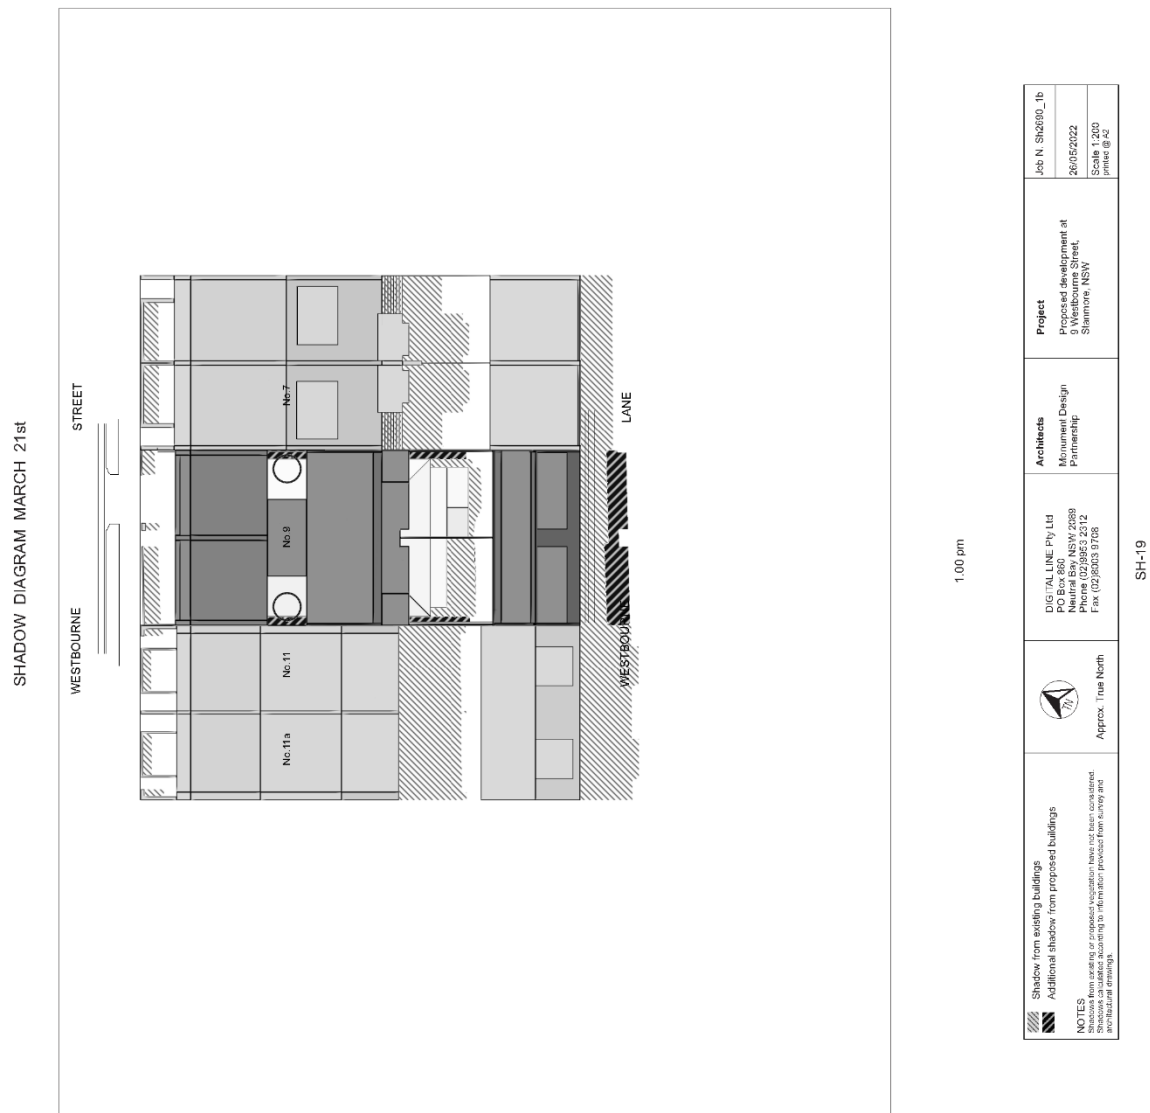 SHADOW DIAGRAM MARCH 21st
WESTBOURNE STREET
WESTBOURNE LANE
No.11a
No.11
No.9
No.7
1.00 pm
Shadow from existing buildings
Additional shadow from proposed buildings
NOTES
Shadows from existing or proposed vegetation have not been considered.
Shadows calculated according to information provided from survey and
architectural drawings.
TN
Approx. True North
DIGITAL LINE Pty Ltd
PO Box 860
Neutral Bay NSW 2089
Phone (02)9953 2312
Fax (02)8003 9708
Architects
Monument Design
Partnership
Project
Proposed development at
9 Westbourne Street,
Stanmore, NSW
Job N. Sh2690_1b
26/05/2022
Scale 1:200
printed @ A2
SH-19